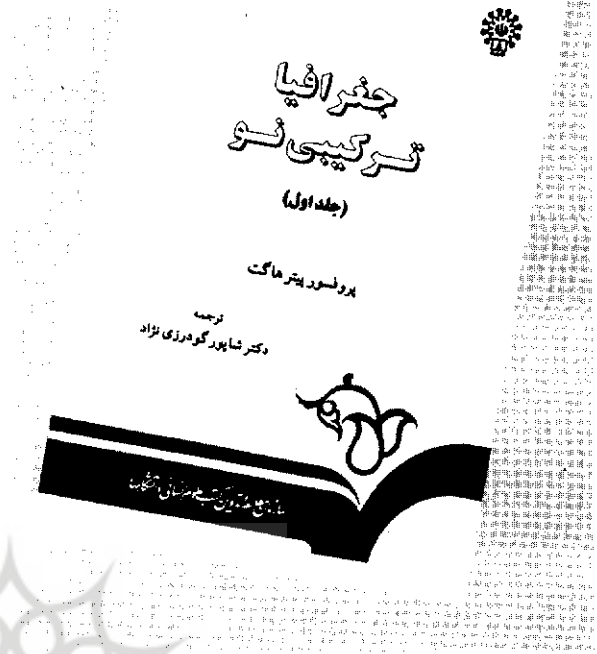 جغرافیا
ترکیبی نو
(جلد اول)
پروفسور پیتر هاگت
ترجمه
دکتر شاپور گودرزی نژاد
سازمان مطالعه و تدوین کتب علوم انسانی دانشگاهها